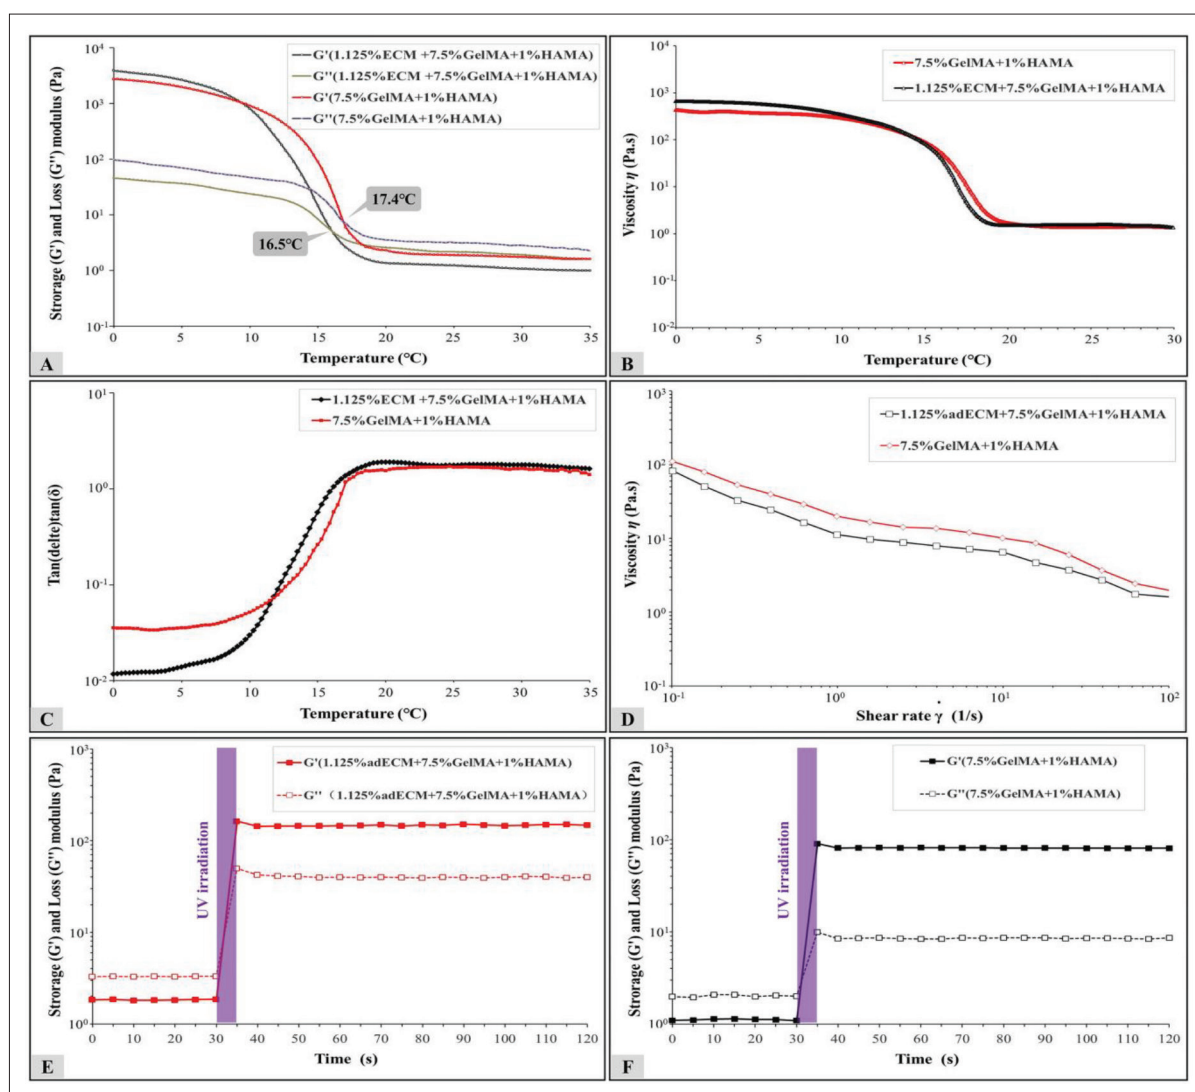 Strorage (G') and Loss (G'') modulus (Pa)
10⁴
10³
10²
10¹
10⁰
10⁻¹
G'(1.125%ECM +7.5%GelMA+1%HAMA)
G''(1.125%ECM +7.5%GelMA+1%HAMA)
G'(7.5%GelMA+1%HAMA)
G''(7.5%GelMA+1%HAMA)
17.4°C
16.5°C
0 5 10 15 20 25 30 35
Temperature (°C)
A
Viscosity η (Pa.s)
10⁴
10³
10²
10¹
10⁰
10⁻¹
10⁻²
7.5%GelMA+1%HAMA
1.125%ECM+7.5%GelMA+1%HAMA
0 5 10 15 20 25 30
Temperature (°C)
B
Tan(delte)tan(δ)
10¹
10⁰
10⁻¹
10⁻²
1.125%ECM +7.5%GelMA+1%HAMA
7.5%GelMA+1%HAMA
0 5 10 15 20 25 30 35
Temperature (°C)
C
Viscosity η (Pa.s)
10³
10²
10¹
10⁰
10⁻¹
1.125%adECM+7.5%GelMA+1%HAMA
7.5%GelMA+1%HAMA
10⁻¹ 10⁰ 10¹ 10²
Shear rate γ̇ (1/s)
D
Strorage (G') and Loss (G'') modulus (Pa)
10³
10²
10¹
10⁰
G'(1.125%adECM+7.5%GelMA+1%HAMA)
G''（1.125%adECM+7.5%GelMA+1%HAMA）
UV irradiation
0 10 20 30 40 50 60 70 80 90 100 110 120
Time (s)
E
Strorage (G') and Loss (G'') modulus (Pa)
10³
10²
10¹
10⁰
G'(7.5%GelMA+1%HAMA)
G''(7.5%GelMA+1%HAMA)
UV irradiation
0 10 20 30 40 50 60 70 80 90 100 110 120
Time (s)
F